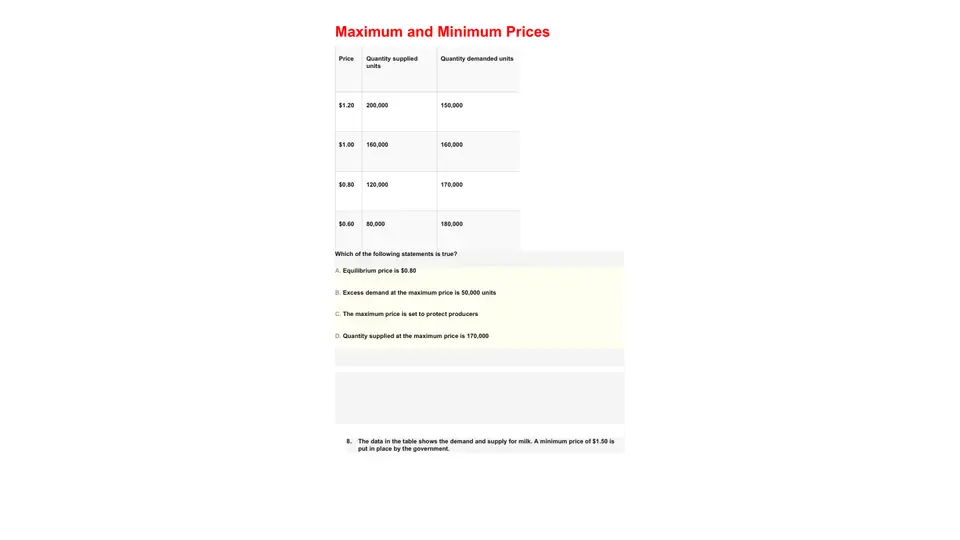 Maximum and Minimum Prices
Price Quantity supplied Quantity demanded units
units
$1.20 200,000 150,000
$1.00 160,000 160,000
$0.80 120,000 170,000
$0.60 80,000 180,000
Which of the following statements is true?
A. Equilibrium price is $0.80
B. Excess demand at the maximum price is 50,000 units
C. The maximum price is set to protect producers
D. Quantity supplied at the maximum price is 170,000
8. The data in the table shows the demand and supply for milk. A minimum price of $1.50 is
put in place by the government.